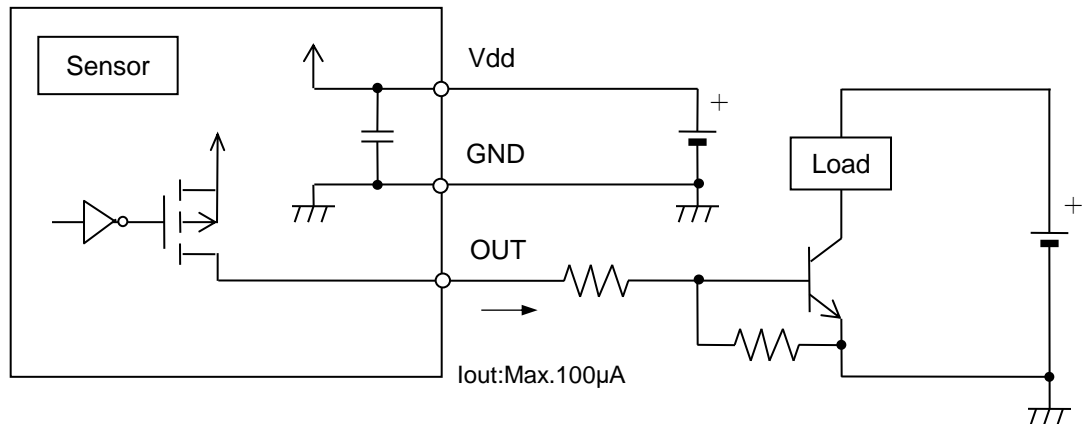 Sensor
Vdd
GND
OUT
Iout:Max.100µA
Load
+
+